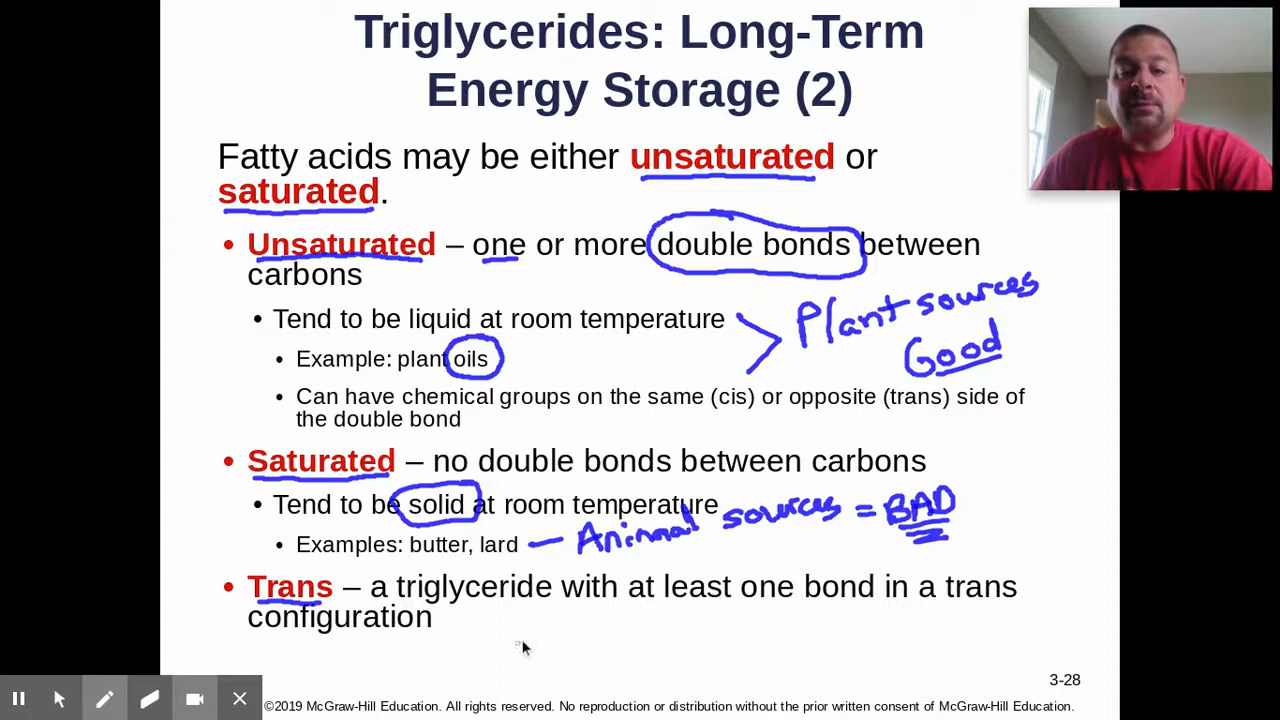 Triglycerides: Long-Term
Energy Storage (2)
Fatty acids may be either unsaturated or
saturated.
• Unsaturated – one or more double bonds between
carbons
• Tend to be liquid at room temperature
Plant sources
Good
• Example: plant oils
• Can have chemical groups on the same (cis) or opposite (trans) side of
the double bond
• Saturated – no double bonds between carbons
• Tend to be solid at room temperature
• Examples: butter, lard – Animal sources = BAD
• Trans – a triglyceride with at least one bond in a trans
configuration
3-28
©2019 McGraw-Hill Education. All rights reserved. No reproduction or distribution without the prior written consent of McGraw-Hill Education.